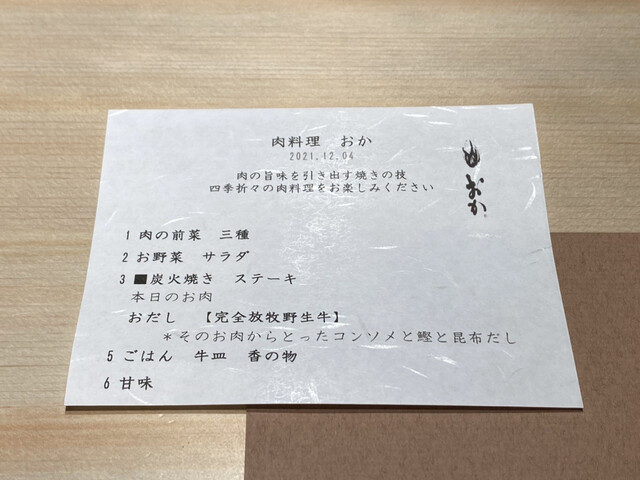 肉料理 おか
2021.12.04
肉の旨味を引き出す焼きの技
四季折々の肉料理をお楽しみください
おか
1 肉の前菜 三種
2 お野菜 サラダ
3 ■炭火焼き ステーキ
本日のお肉
おだし 【完全放牧野生牛】
*そのお肉からとったコンソメと鰹と昆布だし
5 ごはん 牛皿 香の物
6 甘味